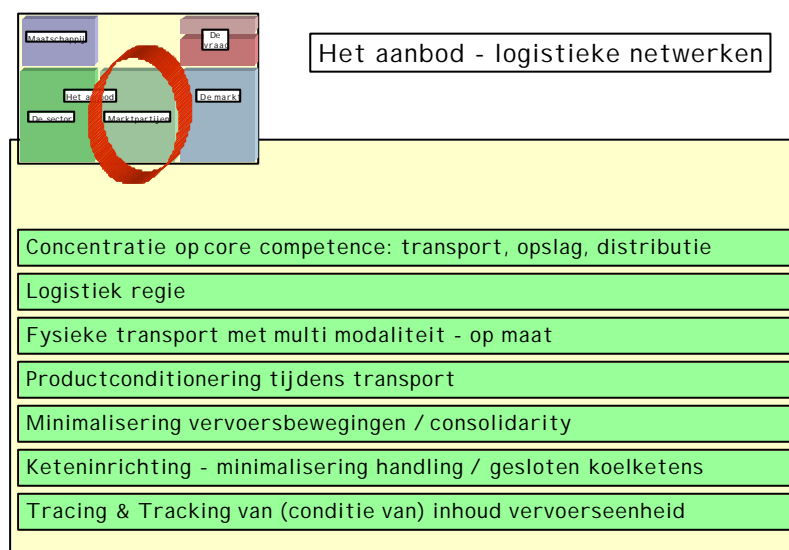 Maatschappij
De
vraag
Het aanbod - logistieke netwerken
Het aanbod
De markt
De sector
Marktpartijen
Concentratie op core competence: transport, opslag, distributie
Logistiek regie
Fysieke transport met multi modaliteit - op maat
Productconditionering tijdens transport
Minimalisering vervoersbewegingen / consolidarity
Keteninrichting - minimalisering handling / gesloten koelketens
Tracing & Tracking van (conditie van) inhoud vervoerseenheid